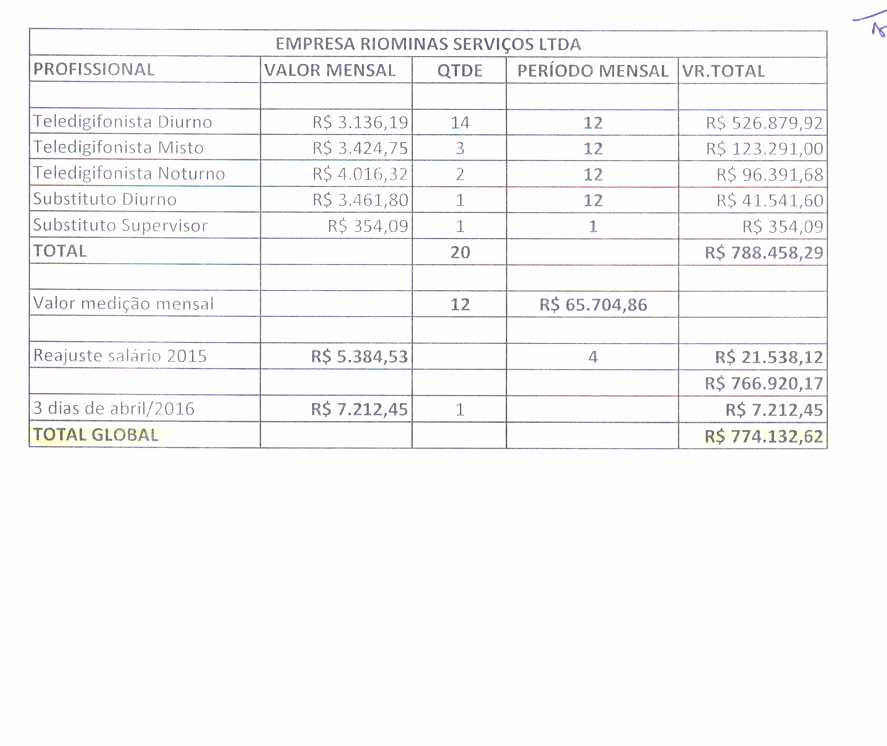 EMPRESA RIOMINAS SERVIÇOS LTDA
PROFISSIONAL VALOR MENSAL QTDE PERÍODO MENSAL VR.TOTAL
Teledigifonista Diurno R$ 3.136,19 14 12 R$ 526.879,92
Teledigifonista Misto R$ 3.424,75 3 12 R$ 123.291,00
Teledigifonista Noturno R$ 4.016,32 2 12 R$ 96.391,68
Substituto Diurno R$ 3.461,80 1 12 R$ 41.541,60
Substituto Supervisor R$ 354,09 1 1 R$ 354,09
TOTAL 20 R$ 788.458,29
Valor medição mensal 12 R$ 65.704,86
Reajuste salário 2015 R$ 5.384,53 4 R$ 21.538,12
R$ 766.920,17
3 dias de abril/2016 R$ 7.212,45 1 R$ 7.212,45
TOTAL GLOBAL R$ 774.132,62